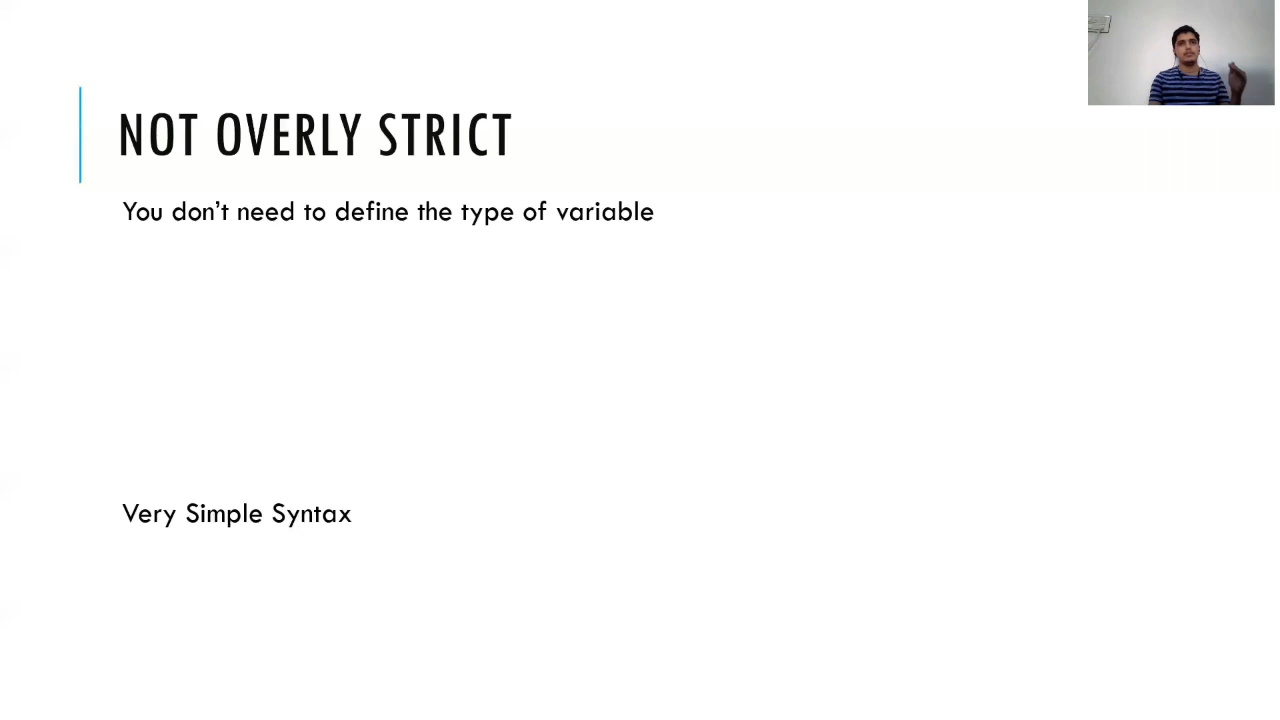 NOT OVERLY STRICT
You don’t need to define the type of variable
Very Simple Syntax